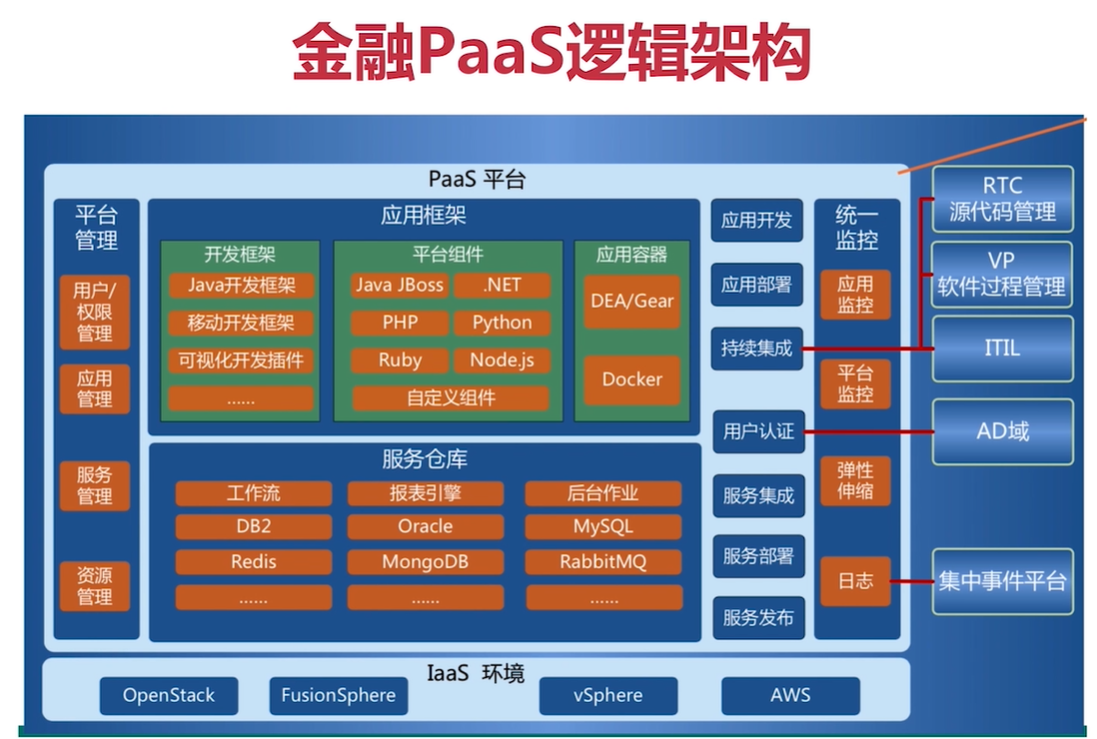 金融PaaS逻辑架构
PaaS 平台
平台
管理
用户/
权限
管理
应用
管理
服务
管理
资源
管理
应用框架
开发框架
Java开发框架
移动开发框架
可视化开发插件
……
平台组件
Java JBoss
.NET
PHP
Python
Ruby
Node.js
自定义组件
应用容器
DEA/Gear
Docker
服务仓库
工作流
报表引擎
后台作业
DB2
Oracle
MySQL
Redis
MongoDB
RabbitMQ
……
……
……
应用开发
应用部署
持续集成
用户认证
服务集成
服务部署
服务发布
统一
监控
应用
监控
平台
监控
弹性
伸缩
日志
RTC
源代码管理
VP
软件过程管理
ITIL
AD域
集中事件平台
IaaS 环境
OpenStack
FusionSphere
vSphere
AWS